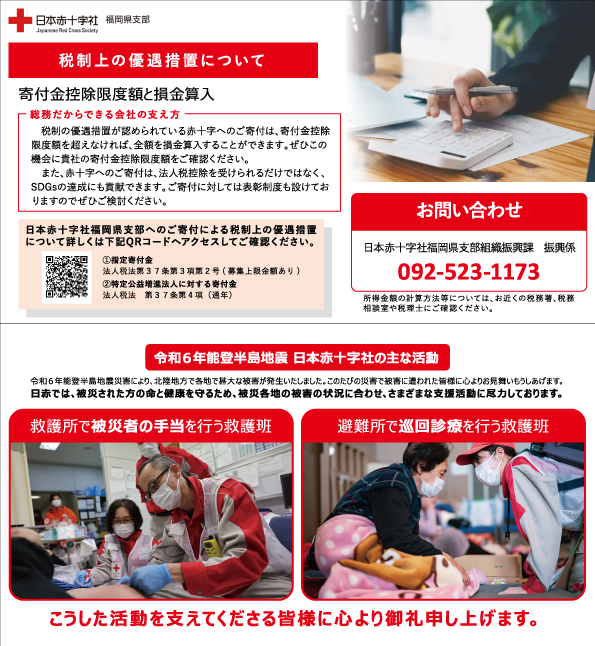 日本赤十字社 福岡県支部
Japanese Red Cross Society
税制上の優遇措置について
寄付金控除限度額と損金算入
総務だからできる会社の支え方
税制の優遇措置が認められている赤十字へのご寄付は、寄付金控除
限度額を超えなければ、全額を損金算入することができます。ぜひこの
機会に貴社の寄付金控除限度額をご確認ください。
また、赤十字へのご寄付は、法人税控除を受けられるだけではなく、
SDGsの達成にも貢献できます。ご寄付に対しては表彰制度も設けてお
りますのでぜひご検討ください。
日本赤十字社福岡県支部へのご寄付による税制上の優遇措置
について詳しくは下記QRコードへアクセスしてご確認ください。
①指定寄付金
法人税法第37条第3項第2号(募集上限金額あり)
②特定公益増進法人に対する寄付金
法人税法 第37条第4項(通年)
お問い合わせ
日本赤十字社福岡県支部組織振興課 振興係
092-523-1173
所得金額の計算方法等については、お近くの税務署、税務
相談室や税理士にご確認ください。
令和6年能登半島地震 日本赤十字社の主な活動
令和6年能登半島地震災害により、北陸地方で各地で甚大な被害が発生いたしました。このたびの災害で被害に遭われた皆様に心よりお見舞いもうしあげます。
日赤では、被災された方の命と健康を守るため、被災各地の被害の状況に合わせ、さまざまな支援活動に尽力しております。
救護所で被災者の手当を行う救護班
避難所で巡回診療を行う救護班
こうした活動を支えてくださる皆様に心より御礼申し上げます。